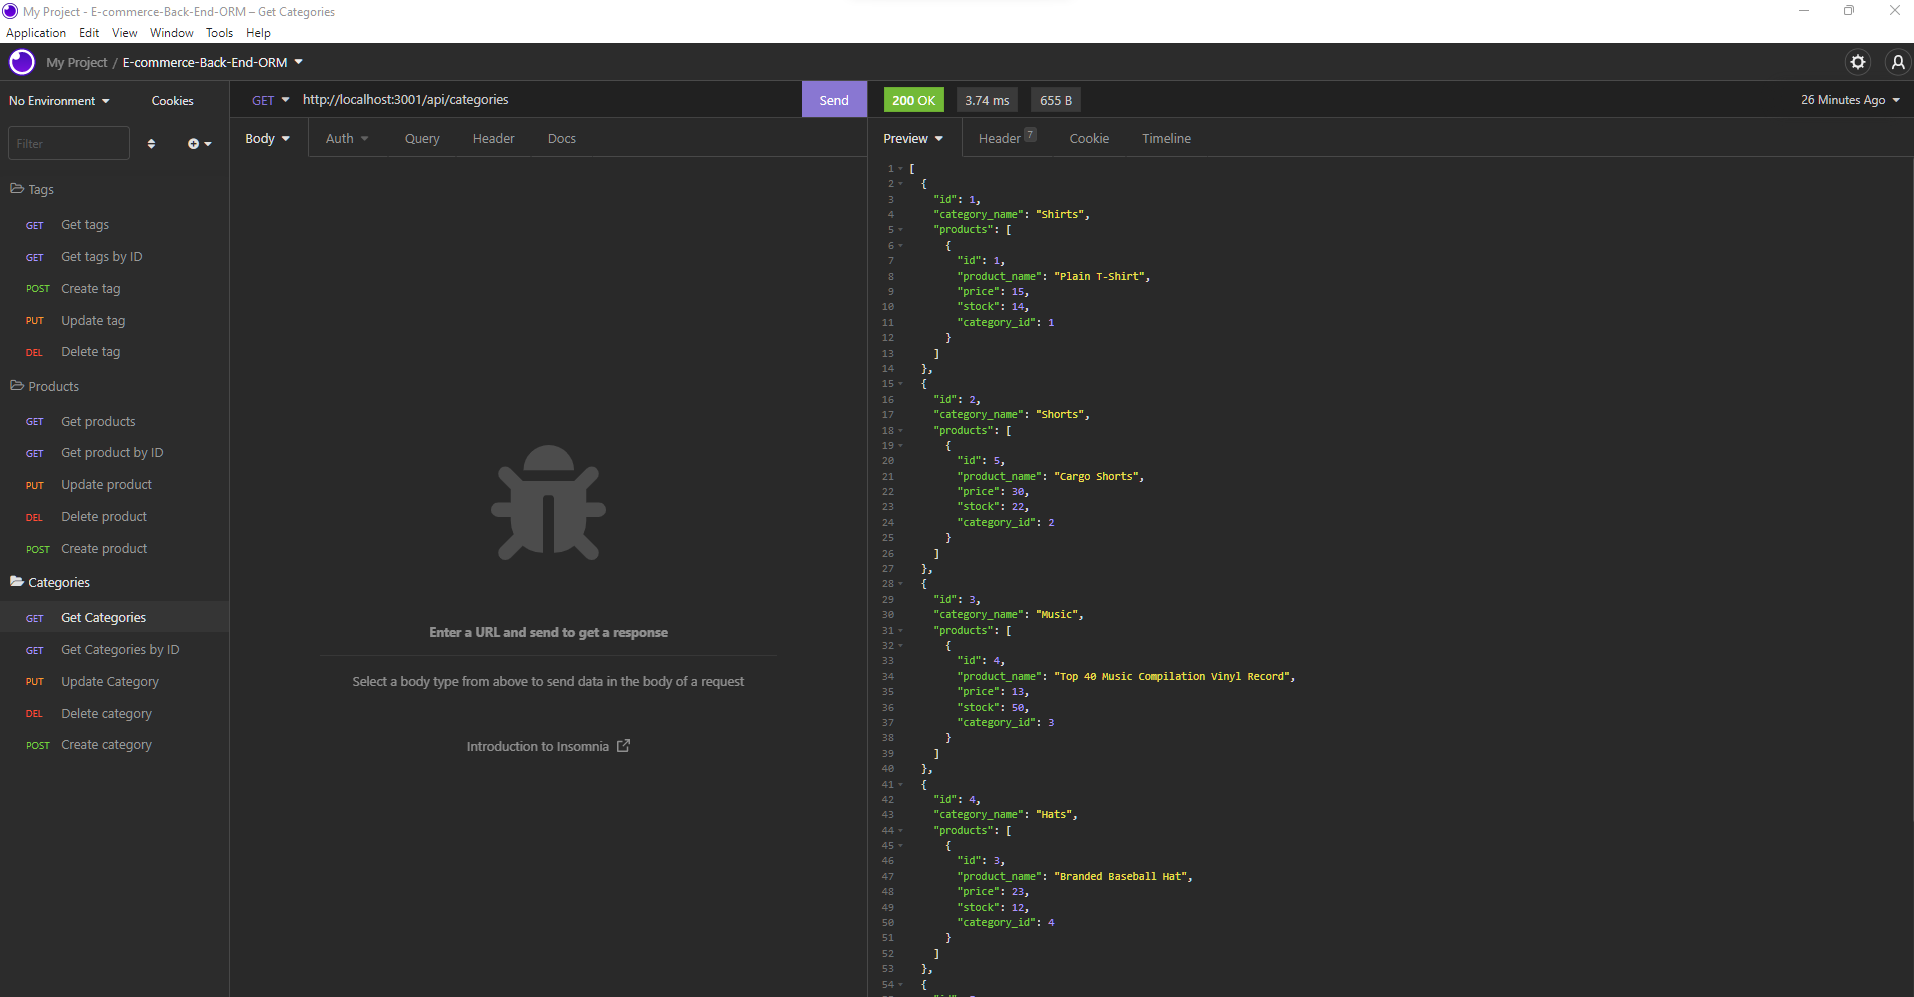 My Project - E-commerce-Back-End-ORM – Get Categories
Application Edit View Window Tools Help
My Project / E-commerce-Back-End-ORM
No Environment Cookies
GET http://localhost:3001/api/categories Send
200 OK 3.74 ms 655 B 26 Minutes Ago
Filter
Body Auth Query Header Docs
Preview Header 7 Cookie Timeline
Tags
GET Get tags
GET Get tags by ID
POST Create tag
PUT Update tag
DEL Delete tag
Products
GET Get products
GET Get product by ID
PUT Update product
DEL Delete product
POST Create product
Categories
GET Get Categories
GET Get Categories by ID
PUT Update Category
DEL Delete category
POST Create category
Enter a URL and send to get a response
Select a body type from above to send data in the body of a request
Introduction to Insomnia
1 [
2 {
3 "id": 1,
4 "category_name": "Shirts",
5 "products": [
6 {
7 "id": 1,
8 "product_name": "Plain T-Shirt",
9 "price": 15,
10 "stock": 14,
11 "category_id": 1
12 }
13 ]
14 },
15 {
16 "id": 2,
17 "category_name": "Shorts",
18 "products": [
19 {
20 "id": 5,
21 "product_name": "Cargo Shorts",
22 "price": 30,
23 "stock": 22,
24 "category_id": 2
25 }
26 ]
27 },
28 {
29 "id": 3,
30 "category_name": "Music",
31 "products": [
32 {
33 "id": 4,
34 "product_name": "Top 40 Music Compilation Vinyl Record",
35 "price": 13,
36 "stock": 50,
37 "category_id": 3
38 }
39 ]
40 },
41 {
42 "id": 4,
43 "category_name": "Hats",
44 "products": [
45 {
46 "id": 3,
47 "product_name": "Branded Baseball Hat",
48 "price": 23,
49 "stock": 12,
50 "category_id": 4
51 }
52 ]
53 },
54 {